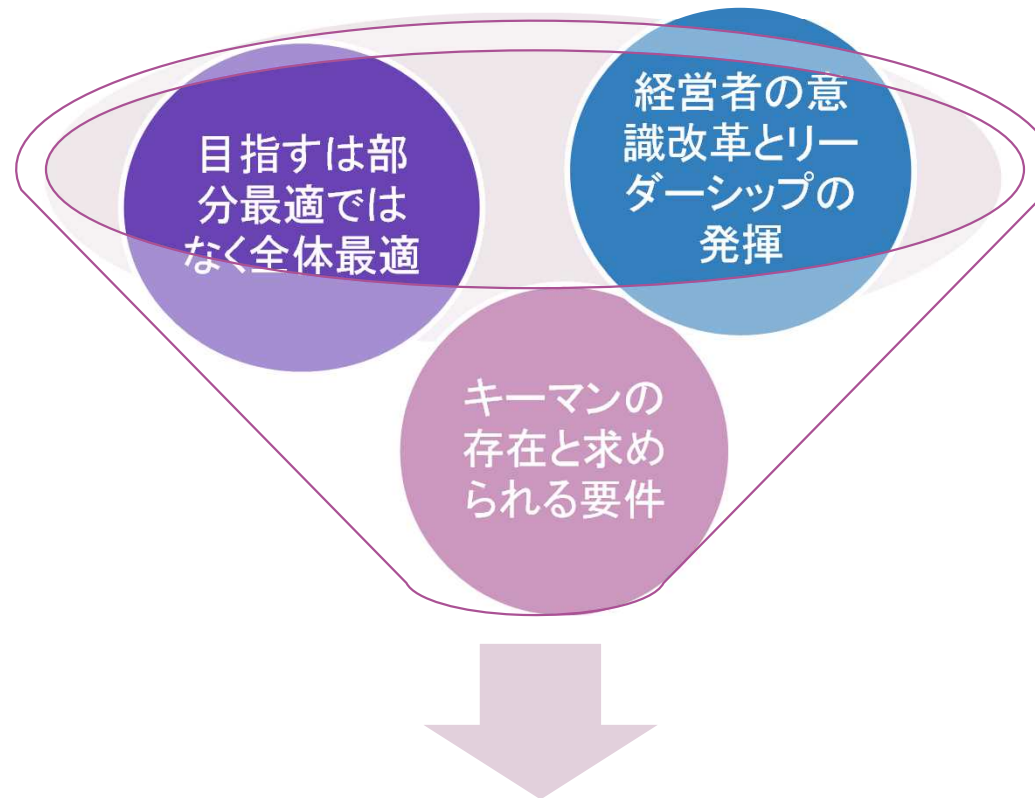 目指すは部
分最適では
なく全体最適
経営者の意
識改革とリー
ダーシップの
発揮
キーマンの
存在と求め
られる要件